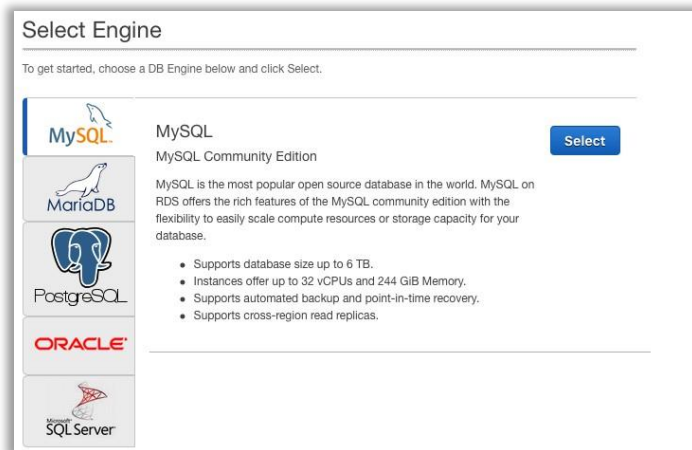 Select Engine
To get started, choose a DB Engine below and click Select.
MySQL
MariaDB
PostgreSQL
ORACLE
Microsoft
SQL Server
MySQL
Select
MySQL Community Edition
MySQL is the most popular open source database in the world. MySQL on
RDS offers the rich features of the MySQL community edition with the
flexibility to easily scale compute resources or storage capacity for your
database.
• Supports database size up to 6 TB.
• Instances offer up to 32 vCPUs and 244 GiB Memory.
• Supports automated backup and point-in-time recovery.
• Supports cross-region read replicas.